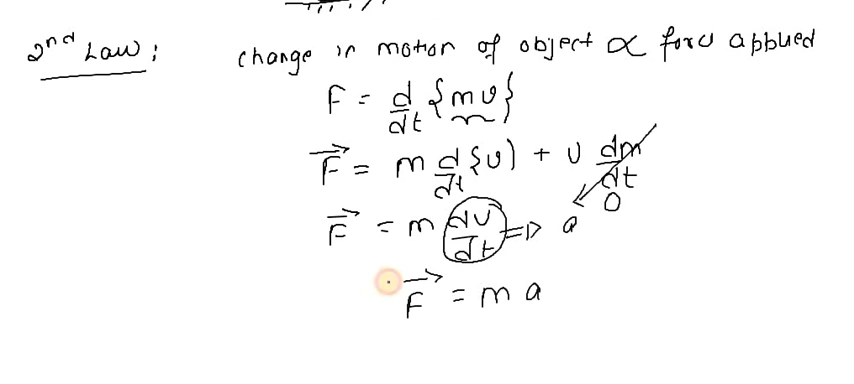 2nd Law : change in motion of object ∝ force applied
F = d/dt {mv}
F⃗ = m d/dt {v) + v dm/dt 0
F⃗ = m dv/dt => a
F⃗ = m a